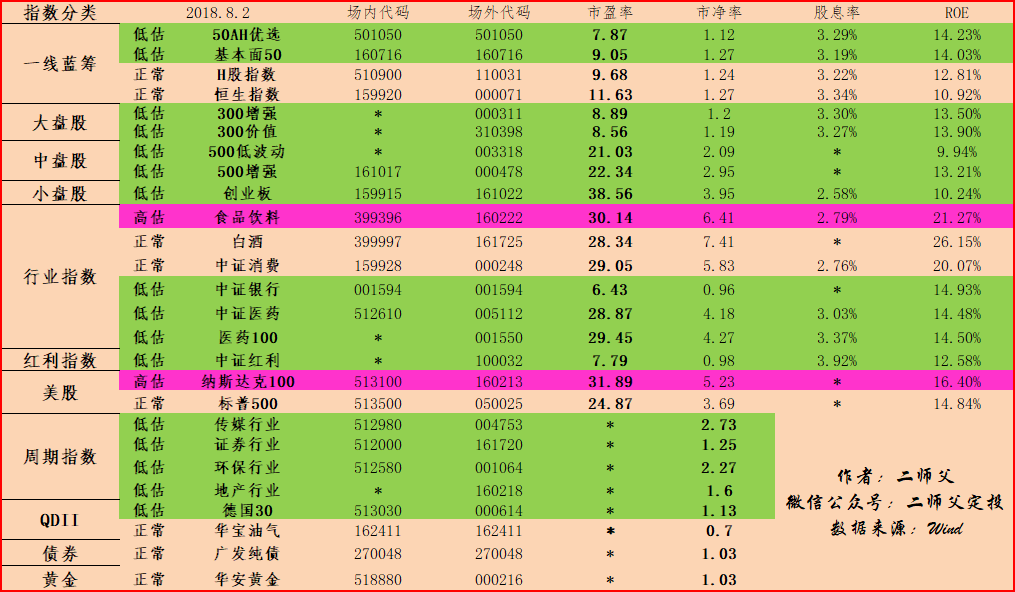 指数分类 2018.8.2 场内代码 场外代码 市盈率 市净率 股息率 ROE
一线蓝筹 低估 50AH优选 501050 501050 7.87 1.12 3.29% 14.23%
低估 基本面50 160716 160716 9.05 1.27 3.19% 14.03%
正常 H股指数 510900 110031 9.68 1.24 3.22% 12.81%
正常 恒生指数 159920 000071 11.63 1.27 3.34% 10.92%
大盘股 低估 300增强 * 000311 8.89 1.2 3.30% 13.50%
低估 300价值 * 310398 8.56 1.19 3.27% 13.90%
中盘股 低估 500低波动 * 003318 21.03 2.09 * 9.94%
低估 500增强 161017 000478 22.34 2.95 * 13.21%
小盘股 低估 创业板 159915 161022 38.56 3.95 2.58% 10.24%
行业指数 高估 食品饮料 399396 160222 30.14 6.41 2.79% 21.27%
正常 白酒 399997 161725 28.34 7.41 * 26.15%
正常 中证消费 159928 000248 29.05 5.83 2.76% 20.07%
低估 中证银行 001594 001594 6.43 0.96 * 14.93%
低估 中证医药 512610 005112 28.87 4.18 3.03% 14.48%
低估 医药100 * 001550 29.45 4.27 3.37% 14.50%
红利指数 低估 中证红利 * 100032 7.79 0.98 3.92% 12.58%
美股 高估 纳斯达克100 513100 160213 31.89 5.23 * 16.40%
正常 标普500 513500 050025 24.87 3.69 * 14.84%
周期指数 低估 传媒行业 512980 004753 * 2.73
低估 证券行业 512000 161720 * 1.25
低估 环保行业 512580 001064 * 2.27
低估 地产行业 * 160218 * 1.6
QDII 低估 德国30 513030 000614 * 1.13
正常 华宝油气 162411 162411 * 0.7
债券 正常 广发纯债 270048 270048 * 1.03
黄金 正常 华安黄金 518880 000216 * 1.03
作者：二师父
微信公众号：二师父定投
数据来源：Wind